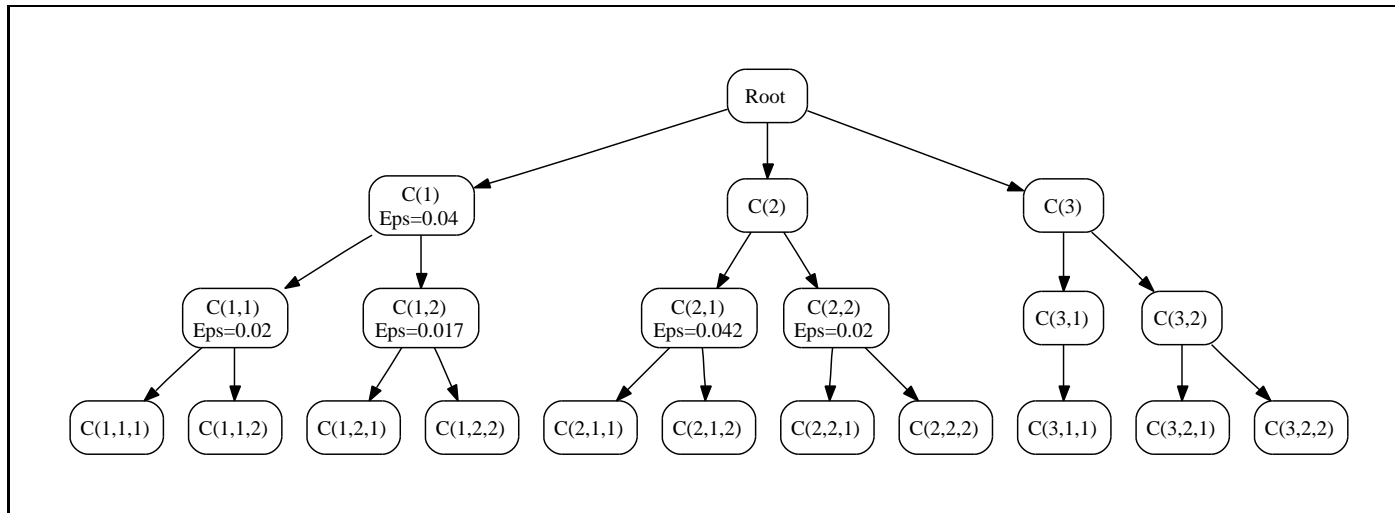 Root
C(1)
Eps=0.04
C(2)
C(3)
C(1,1)
Eps=0.02
C(1,2)
Eps=0.017
C(2,1)
Eps=0.042
C(2,2)
Eps=0.02
C(3,1)
C(3,2)
C(1,1,1)
C(1,1,2)
C(1,2,1)
C(1,2,2)
C(2,1,1)
C(2,1,2)
C(2,2,1)
C(2,2,2)
C(3,1,1)
C(3,2,1)
C(3,2,2)